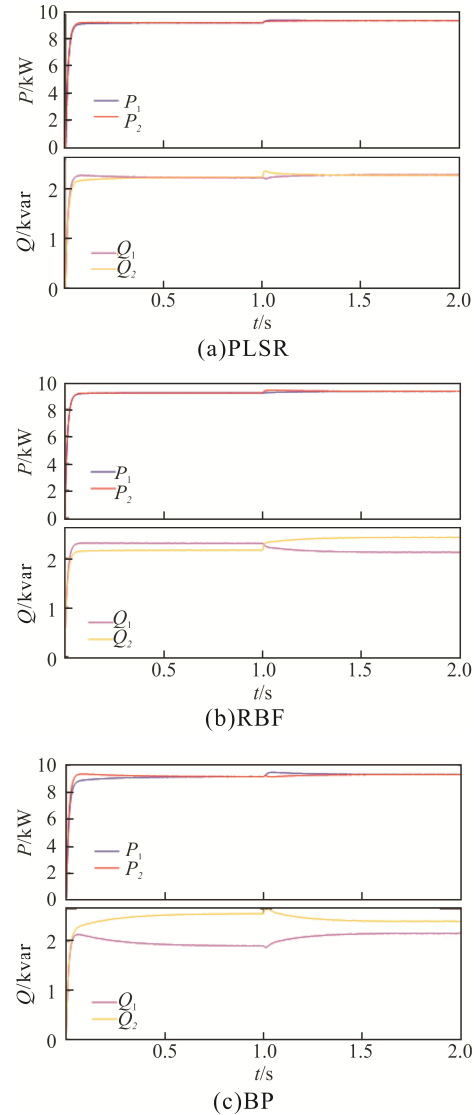 10
8
6
4
2
0
P/kW
P₁
P₂
2
1
0
Q/kvar
Q₁
Q₂
0.5 1.0 1.5 2.0
t/s
(a)PLSR
10
8
6
4
2
0
P/kW
P₁
P₂
2
1
0
Q/kvar
Q₁
Q₂
0.5 1.0 1.5 2.0
t/s
(b)RBF
10
8
6
4
2
0
P/kW
P₁
P₂
2
1
0
Q/kvar
Q₁
Q₂
0.5 1.0 1.5 2.0
t/s
(c)BP